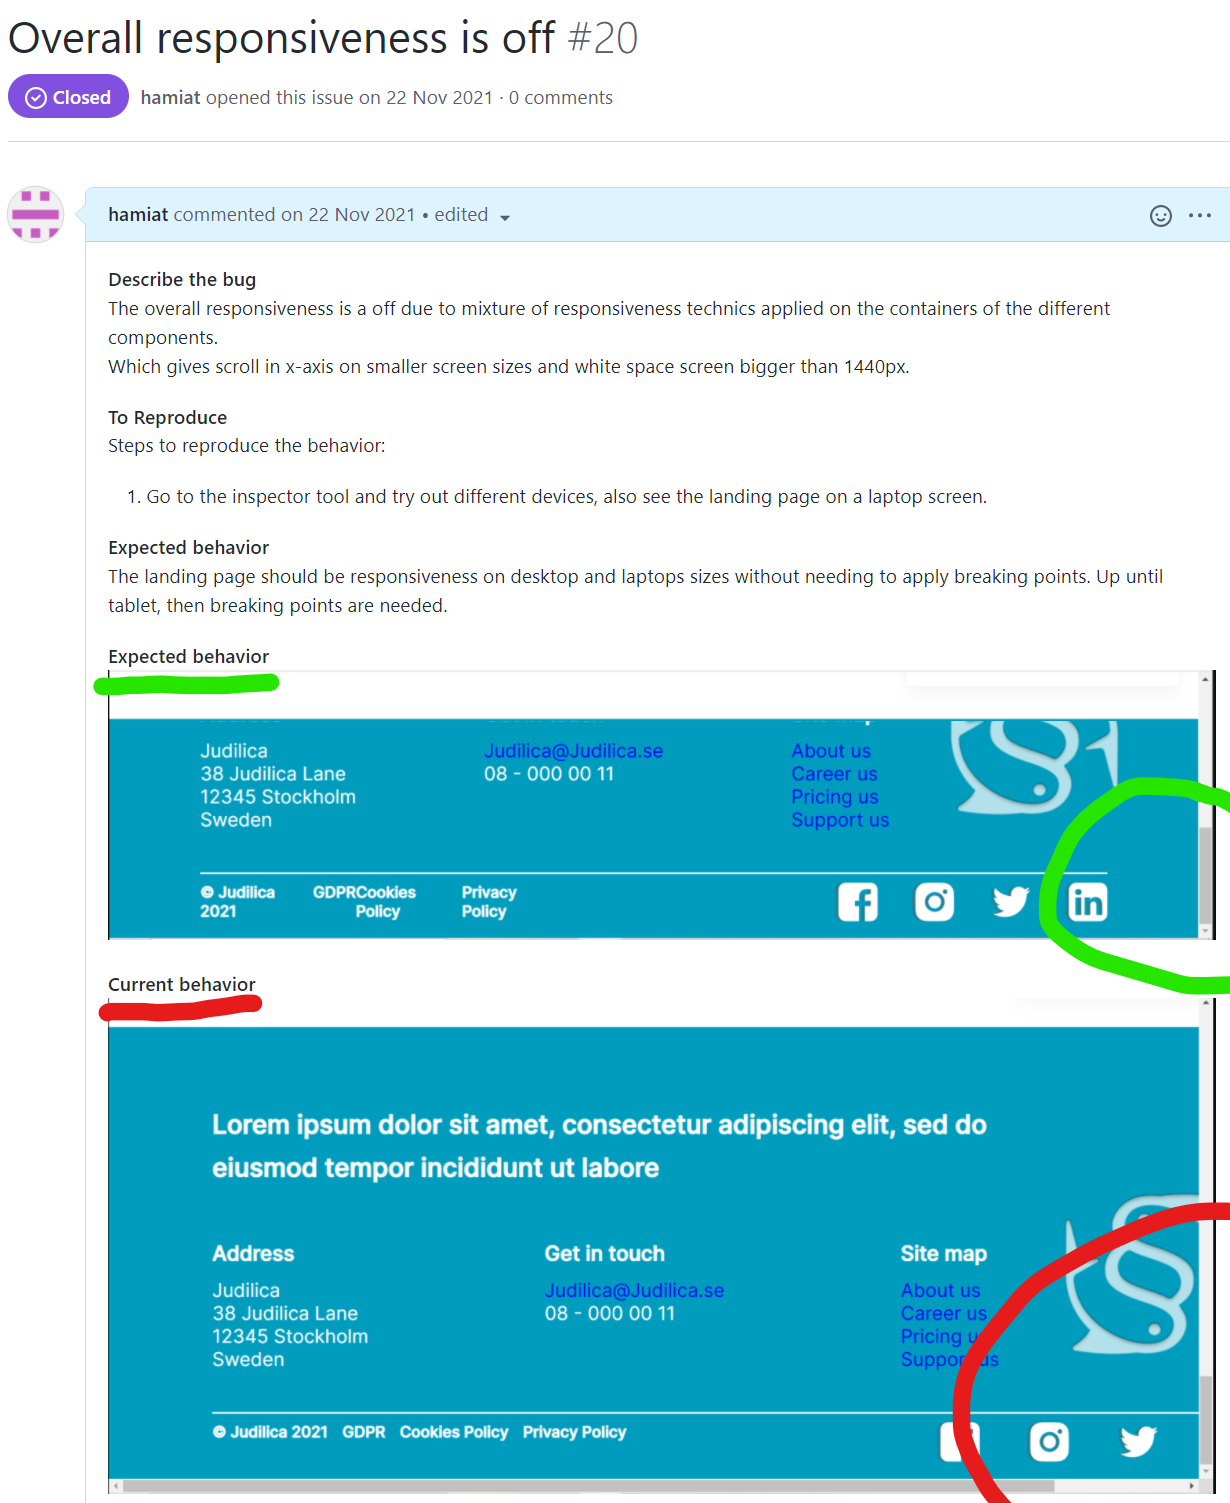 Overall responsiveness is off #20
Closed hamiat opened this issue on 22 Nov 2021 · 0 comments
hamiat commented on 22 Nov 2021 • edited
Describe the bug
The overall responsiveness is a off due to mixture of responsiveness technics applied on the containers of the different
components.
Which gives scroll in x-axis on smaller screen sizes and white space screen bigger than 1440px.
To Reproduce
Steps to reproduce the behavior:
1. Go to the inspector tool and try out different devices, also see the landing page on a laptop screen.
Expected behavior
The landing page should be responsiveness on desktop and laptops sizes without needing to apply breaking points. Up until
tablet, then breaking points are needed.
Expected behavior
Judilica
38 Judilica Lane
12345 Stockholm
Sweden
Judilica@Judilica.se
08 - 000 00 11
About us
Career us
Pricing us
Support us
© Judilica
2021
GDPR
Cookies
Policy
Privacy
Policy
Current behavior
Lorem ipsum dolor sit amet, consectetur adipiscing elit, sed do
eiusmod tempor incididunt ut labore
Address
Judilica
38 Judilica Lane
12345 Stockholm
Sweden
Get in touch
Judilica@Judilica.se
08 - 000 00 11
Site map
About us
Career us
Pricing us
Support us
© Judilica 2021 GDPR Cookies Policy Privacy Policy